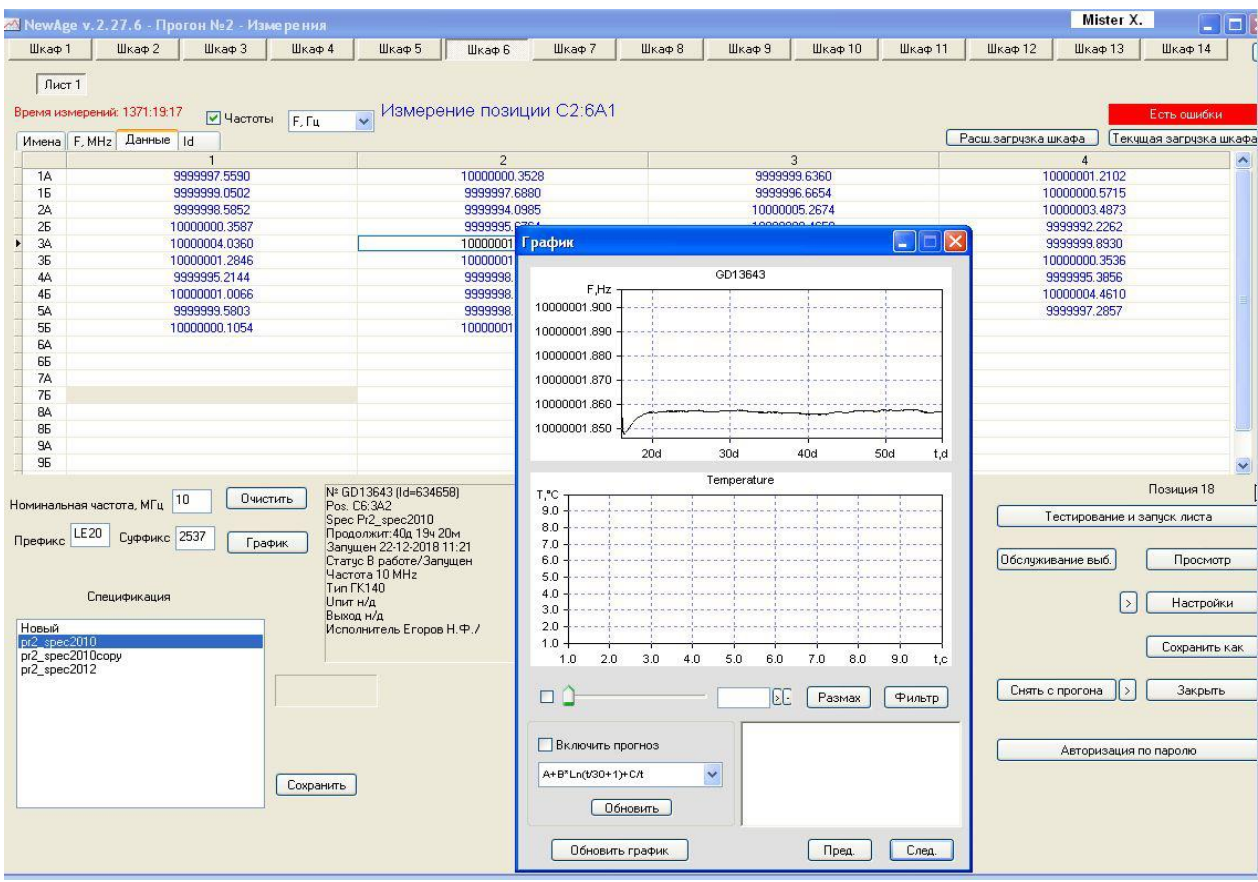 NewAge v.2.27.6 - Прогон №2 - Измерения
Mister X.
Шкаф 1 Шкаф 2 Шкаф 3 Шкаф 4 Шкаф 5 Шкаф 6 Шкаф 7 Шкаф 8 Шкаф 9 Шкаф 10 Шкаф 11 Шкаф 12 Шкаф 13 Шкаф 14
Лист 1
Время измерений: 1371:19:17
Частоты
F, Гц
Измерение позиции C2:6A1
Есть ошибки
Имена F, MHz Данные Id
Расш.загрузка шкафа Текущая загрузка шкафа
1 2 3 4
1А 9999997.5590 10000000.3528 9999999.6360 10000001.2102
1Б 9999999.0502 9999997.6880 9999996.6654 10000000.5715
2А 9999998.5852 9999994.0985 10000005.2674 10000003.4873
2Б 10000000.3587 9999995. 9999992.2262
3А 10000004.0360 10000001 9999999.8930
3Б 10000001.2846 10000001 10000000.3536
4А 9999995.2144 9999998. 9999995.3856
4Б 10000001.0066 9999998. 10000004.4610
5А 9999999.5803 9999998. 9999997.2857
5Б 10000000.1054 10000001
6А
6Б
7А
7Б
8А
8Б
9А
9Б
График
GD13643
F,Hz
10000001.900
10000001.890
10000001.880
10000001.870
10000001.860
10000001.850
20d 30d 40d 50d t,d
Temperature
T,°C
9.0
8.0
7.0
6.0
5.0
4.0
3.0
2.0
1.0
1.0 2.0 3.0 4.0 5.0 6.0 7.0 8.0 9.0 t,c
> - Размах Фильтр
Включить прогноз
A+B*Ln(t/30+1)+C/t
Обновить
Обновить график Пред. След.
Номинальная частота, МГц 10 Очистить
Префикс LE20 Суффикс 2537 График
Спецификация
Новый
pr2_spec2010
pr2_spec2010copy
pr2_spec2012
Сохранить
№ GD13643 (Id=634658)
Pos. C6:3A2
Spec Pr2_spec2010
Продолжит:40д 19ч 20м
Запущен 22-12-2018 11:21
Статус В работе/Запущен
Частота 10 MHz
Тип ГК140
Uпит н/д
Выход н/д
Исполнитель Егоров Н.Ф./
Позиция 18
Тестирование и запуск листа
Обслуживание выб. Просмотр
> Настройки
Сохранить как
Снять с прогона > Закрыть
Авторизация по паролю